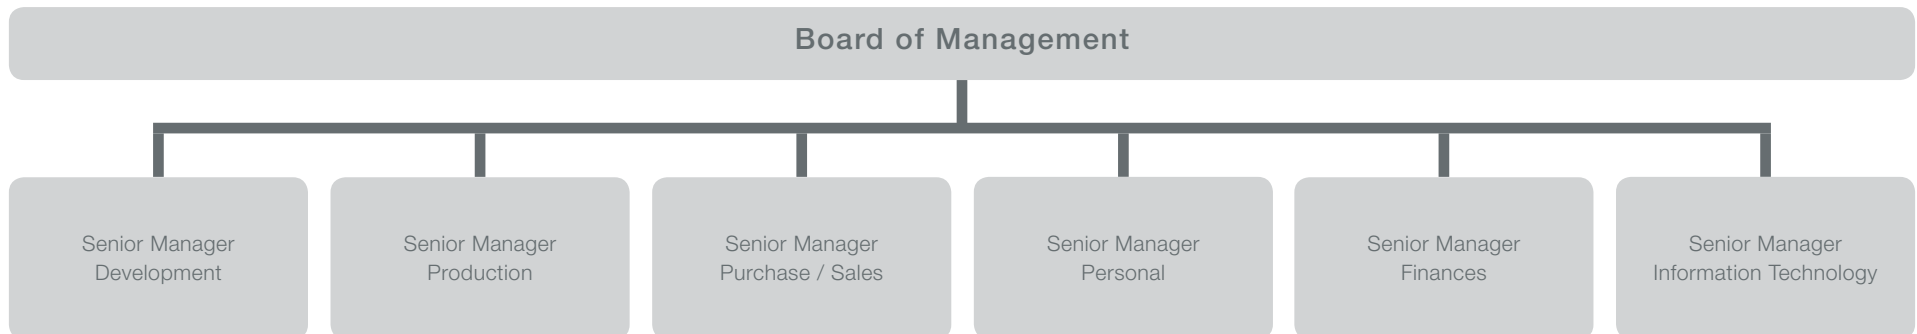 Board of Management
Senior Manager
Development
Senior Manager
Production
Senior Manager
Purchase / Sales
Senior Manager
Personal
Senior Manager
Finances
Senior Manager
Information Technology